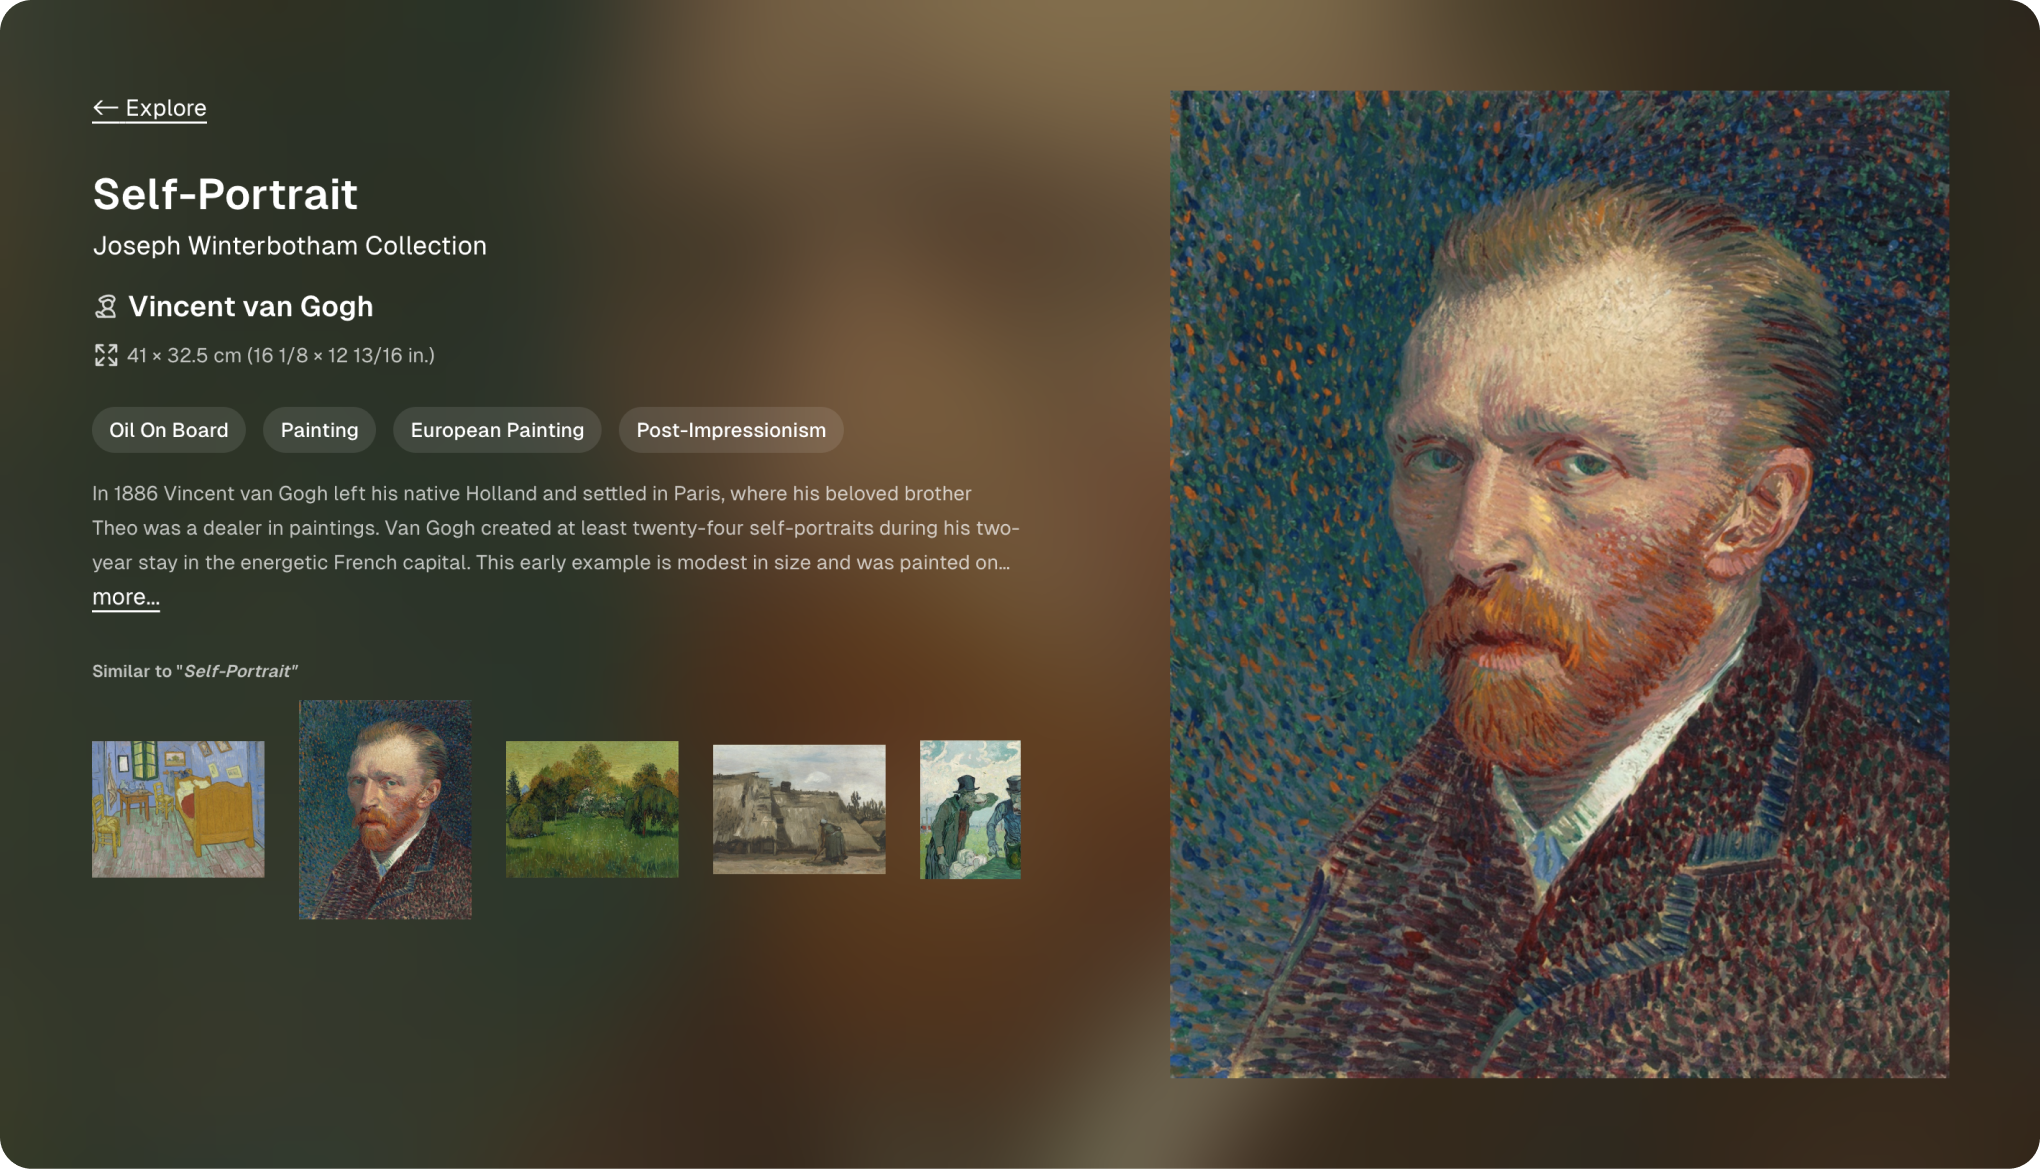 ← Explore
Self-Portrait
Joseph Winterbotham Collection
Vincent van Gogh
41 × 32.5 cm (16 1/8 × 12 13/16 in.)
Oil On Board Painting European Painting Post-Impressionism
In 1886 Vincent van Gogh left his native Holland and settled in Paris, where his beloved brother
Theo was a dealer in paintings. Van Gogh created at least twenty-four self-portraits during his two-
year stay in the energetic French capital. This early example is modest in size and was painted on...
more...
Similar to "Self-Portrait"